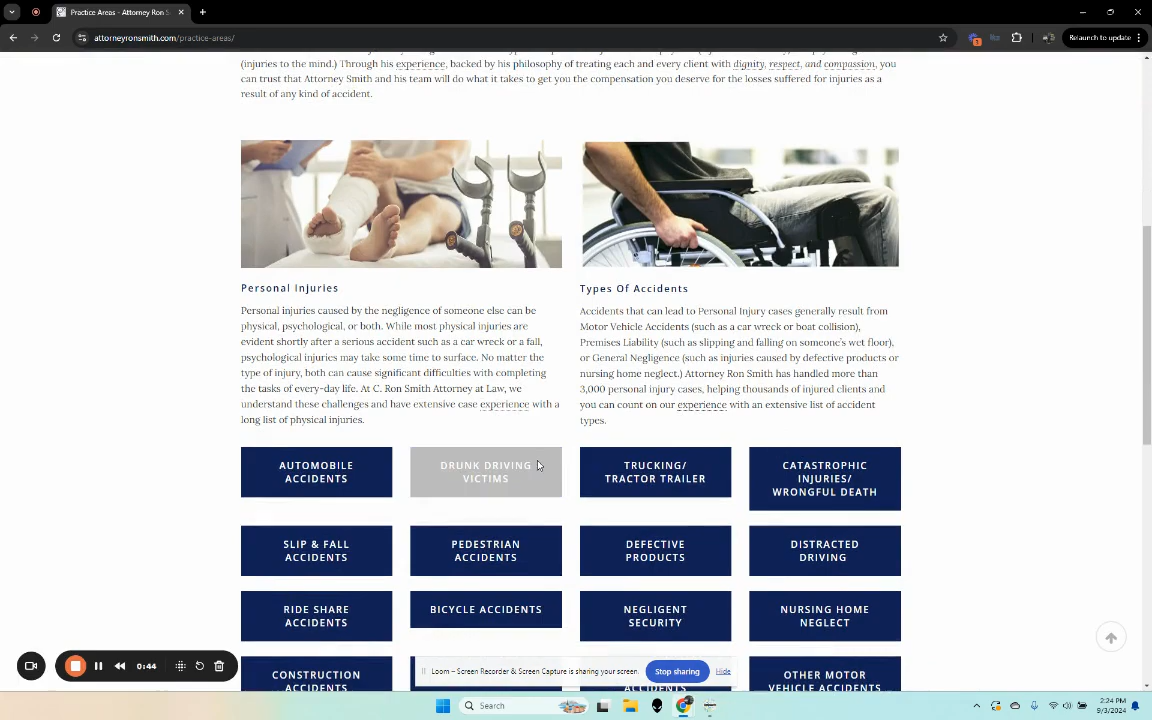 Practice Areas - Attorney Ron S
attorneyronsmith.com/practice-areas/
Relaunch to update
(injuries to the mind.) Through his experience, backed by his philosophy of treating each and every client with dignity, respect, and compassion, you
can trust that Attorney Smith and his team will do what it takes to get you the compensation you deserve for the losses suffered for injuries as a
result of any kind of accident.
Personal Injuries
Personal injuries caused by the negligence of someone else can be
physical, psychological, or both. While most physical injuries are
evident shortly after a serious accident such as a car wreck or a fall,
psychological injuries may take some time to surface. No matter the
type of injury, both can cause significant difficulties with completing
the tasks of every-day life. At C. Ron Smith Attorney at Law, we
understand these challenges and have extensive case experience with a
long list of physical injuries.
Types Of Accidents
Accidents that can lead to Personal Injury cases generally result from
Motor Vehicle Accidents (such as a car wreck or boat collision),
Premises Liability (such as slipping and falling on someone's wet floor),
or General Negligence (such as injuries caused by defective products or
nursing home neglect.) Attorney Ron Smith has handled more than
3,000 personal injury cases, helping thousands of injured clients and
you can count on our experience with an extensive list of accident
types.
AUTOMOBILE
ACCIDENTS
DRUNK DRIVING
VICTIMS
TRUCKING/
TRACTOR TRAILER
CATASTROPHIC
INJURIES/
WRONGFUL DEATH
SLIP & FALL
ACCIDENTS
PEDESTRIAN
ACCIDENTS
DEFECTIVE
PRODUCTS
DISTRACTED
DRIVING
RIDE SHARE
ACCIDENTS
BICYCLE ACCIDENTS
NEGLIGENT
SECURITY
NURSING HOME
NEGLECT
CONSTRUCTION
ACCIDENTS
ACCIDENTS
OTHER MOTOR
VEHICLE ACCIDENTS
0:44
Loom – Screen Recorder & Screen Capture is sharing your screen.
Stop sharing
Hide
Search
2:24 PM
9/3/2024